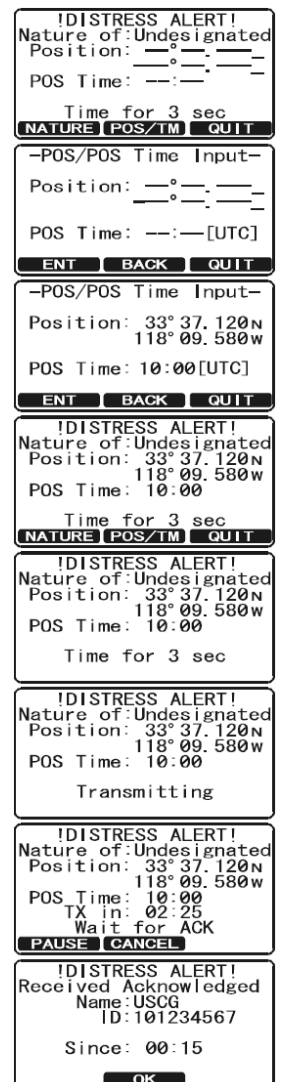 !DISTRESS ALERT!
Nature of:Undesignated
Position: ——°——.———
———°——.———
POS Time: --:——
Time for 3 sec
NATURE POS/TM QUIT
—POS/POS Time Input—
Position: ——°——.———
———°——.———
POS Time: --:——[UTC]
ENT BACK QUIT
—POS/POS Time Input—
Position: 33°37.120N
118°09.580W
POS Time: 10:00[UTC]
ENT BACK QUIT
!DISTRESS ALERT!
Nature of:Undesignated
Position: 33°37.120N
118°09.580W
POS Time: 10:00
Time for 3 sec
NATURE POS/TM QUIT
!DISTRESS ALERT!
Nature of:Undesignated
Position: 33°37.120N
118°09.580W
POS Time: 10:00
Time for 3 sec
!DISTRESS ALERT!
Nature of:Undesignated
Position: 33°37.120N
118°09.580W
POS Time: 10:00
Transmitting
!DISTRESS ALERT!
Nature of:Undesignated
Position: 33°37.120N
118°09.580W
POS Time: 10:00
TX in: 02:25
Wait for ACK
PAUSE CANCEL
!DISTRESS ALERT!
Received Acknowledged
Name:USCG
ID:101234567
Since: 00:15
OK